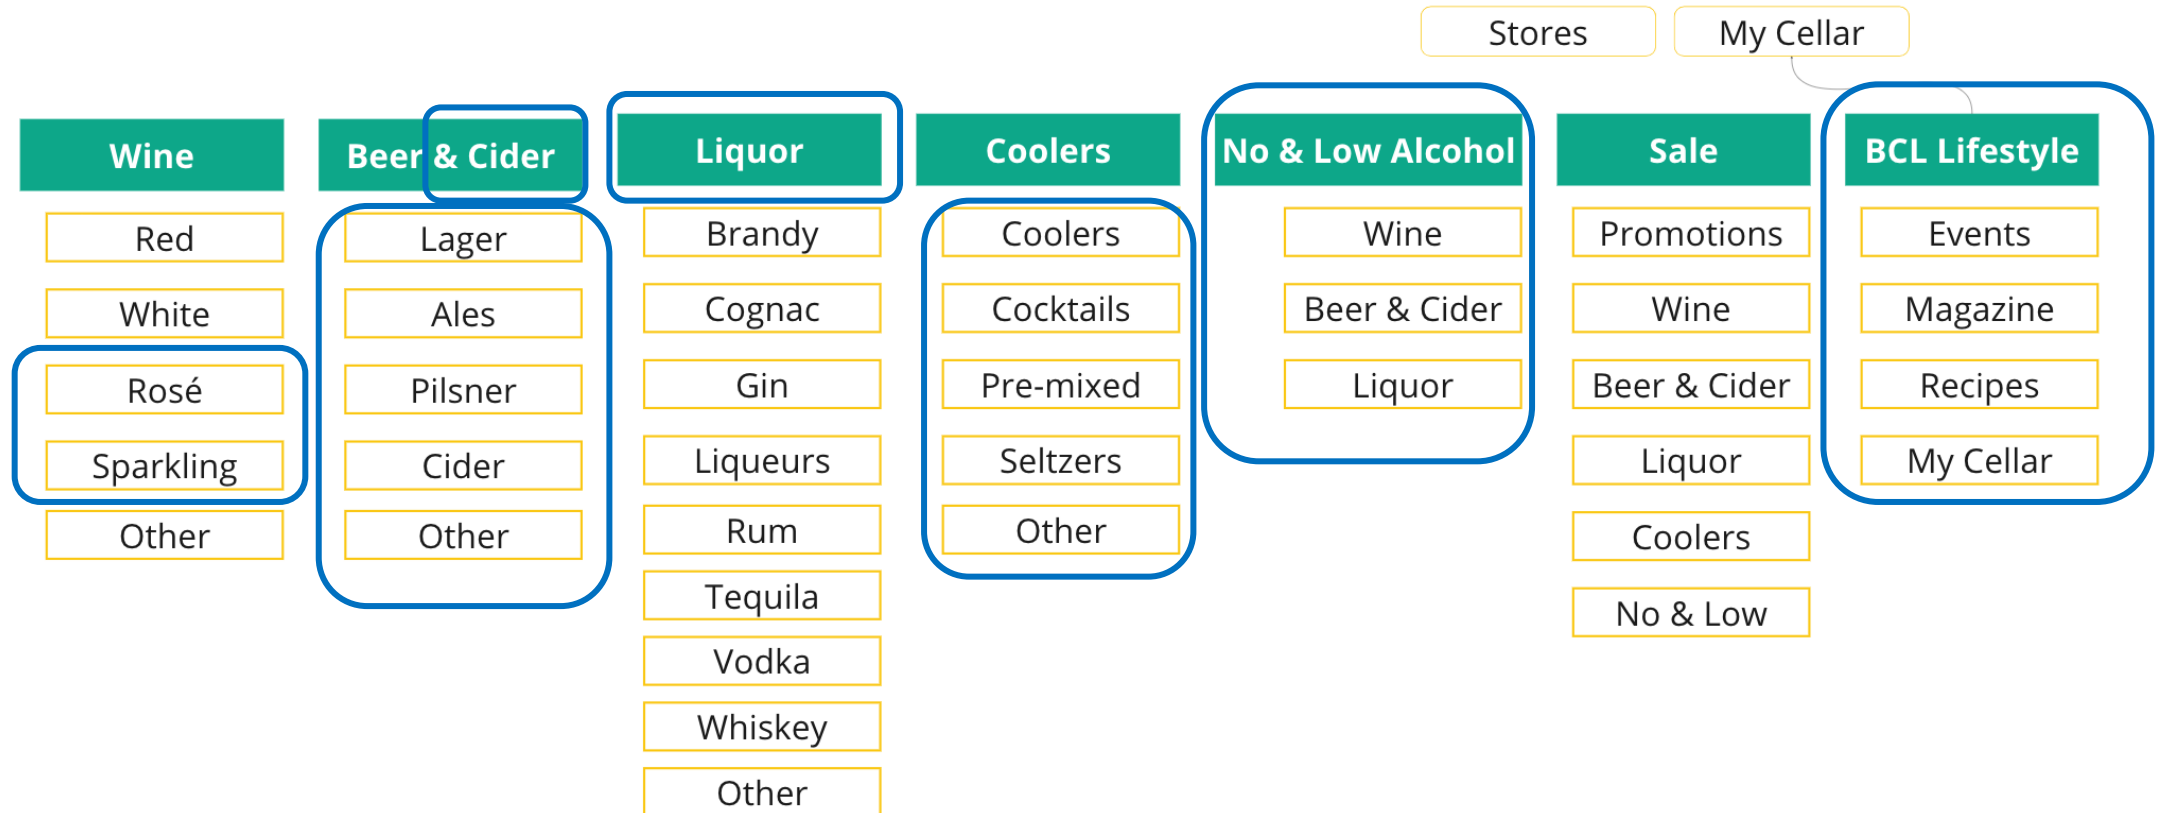 Stores
My Cellar
Wine
Red
White
Rosé
Sparkling
Other
Beer & Cider
Lager
Ales
Pilsner
Cider
Other
Liquor
Brandy
Cognac
Gin
Liqueurs
Rum
Tequila
Vodka
Whiskey
Other
Coolers
Coolers
Cocktails
Pre-mixed
Seltzers
Other
No & Low Alcohol
Wine
Beer & Cider
Liquor
Sale
Promotions
Wine
Beer & Cider
Liquor
Coolers
No & Low
BCL Lifestyle
Events
Magazine
Recipes
My Cellar